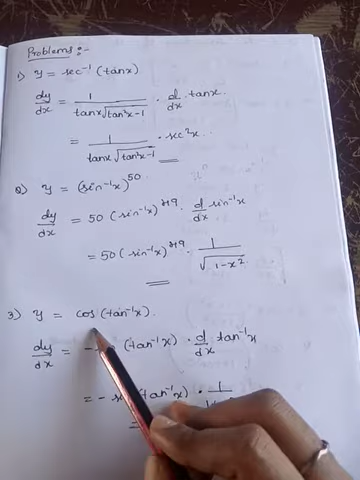 Problems :-
1) y = sec⁻¹ (tanx)
dy/dx = 1/(tanx√(tan²x-1)) · d/dx tanx.
= 1/(tanx√(tan²x-1)) · sec²x.
2) y = (sin⁻¹x)⁵⁰
dy/dx = 50 (sin⁻¹x)⁴⁹ · d/dx sin⁻¹x
= 50 (sin⁻¹x)⁴⁹ · 1/√(1-x²)
3) y = cos (tan⁻¹x).
dy/dx = - (tan⁻¹x) · d/dx tan⁻¹x
= - (tan⁻¹x) · 1
=